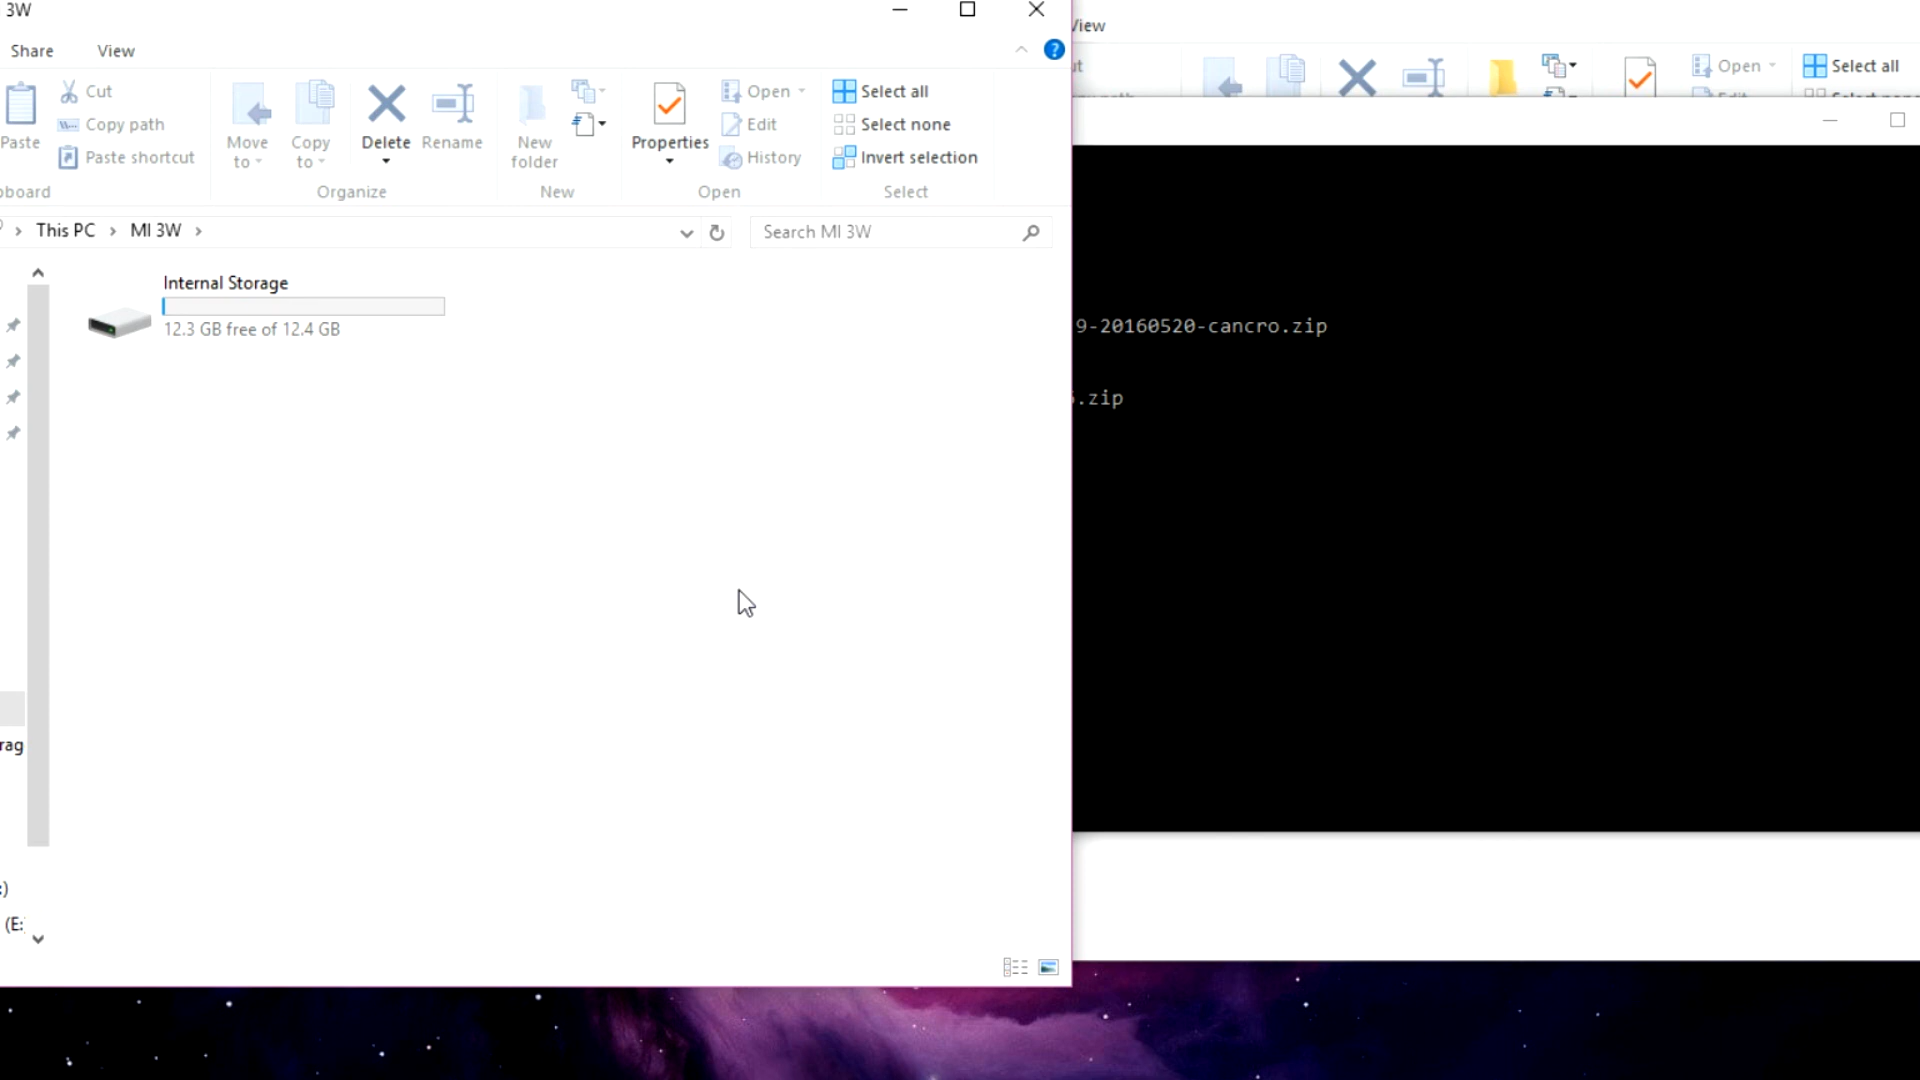 3W
Share View
Cut
Copy path
Paste shortcut
Paste
Move to
Copy to
Delete
Rename
New folder
Properties
Open
Edit
History
Select all
Select none
Invert selection
board
Organize
New
Open
Select
This PC > MI 3W >
Search MI 3W
Internal Storage
12.3 GB free of 12.4 GB
rag
:)
(E:
View
ut
Open
Select all
9-20160520-cancro.zip
.zip